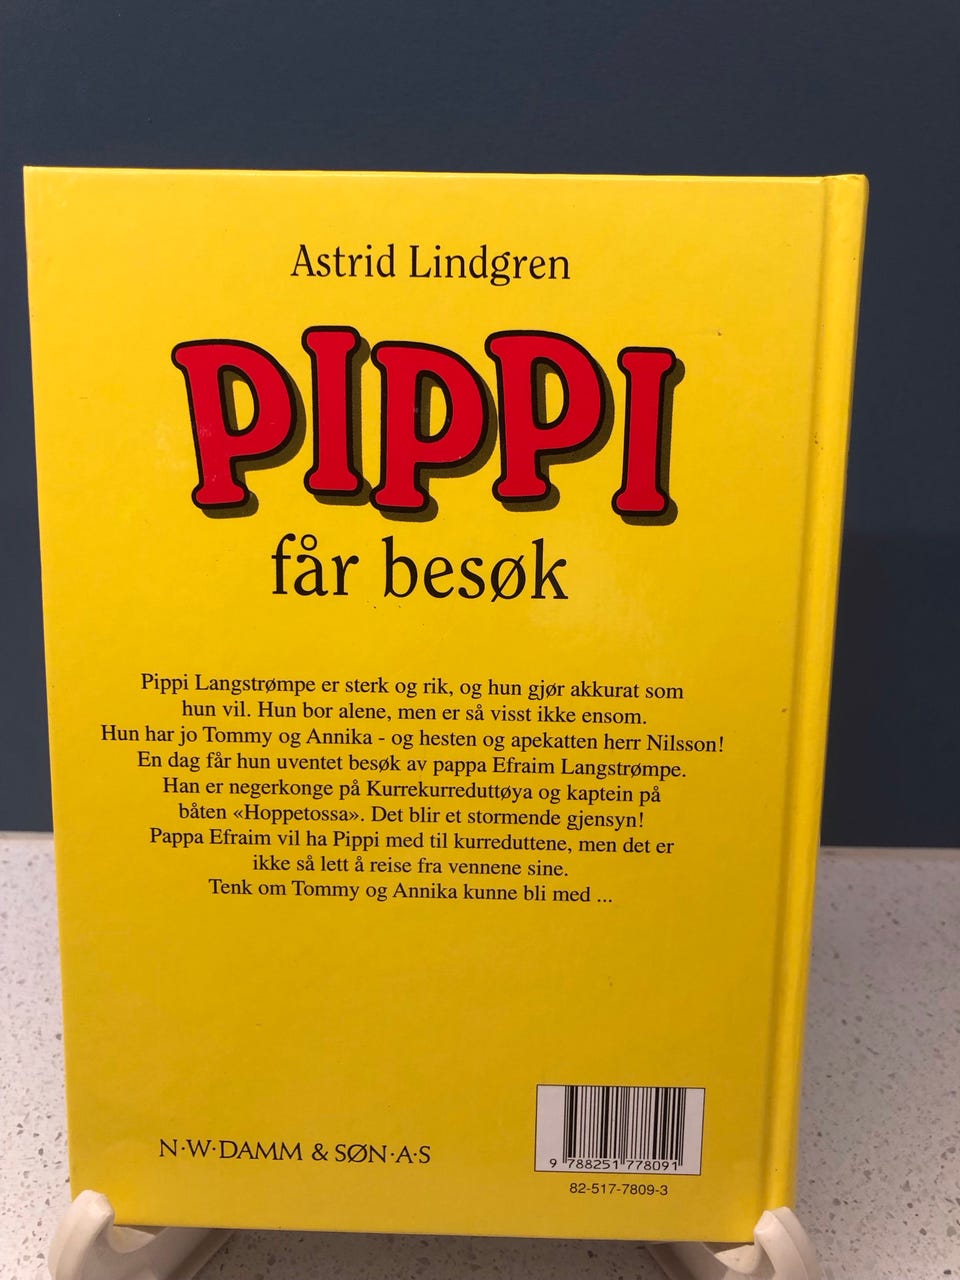 Astrid Lindgren
PIPPI
får besøk
Pippi Langstrømpe er sterk og rik, og hun gjør akkurat som
hun vil. Hun bor alene, men er så visst ikke ensom.
Hun har jo Tommy og Annika - og hesten og apekatten herr Nilsson!
En dag får hun uventet besøk av pappa Efraim Langstrømpe.
Han er negerkonge på Kurrekurreduttøya og kaptein på
båten «Hoppetossa». Det blir et stormende gjensyn!
Pappa Efraim vil ha Pippi med til kurreduttene, men det er
ikke så lett å reise fra vennene sine.
Tenk om Tommy og Annika kunne bli med ...
N·W·DAMM & SØN·A·S
9 788251 778091
82-517-7809-3